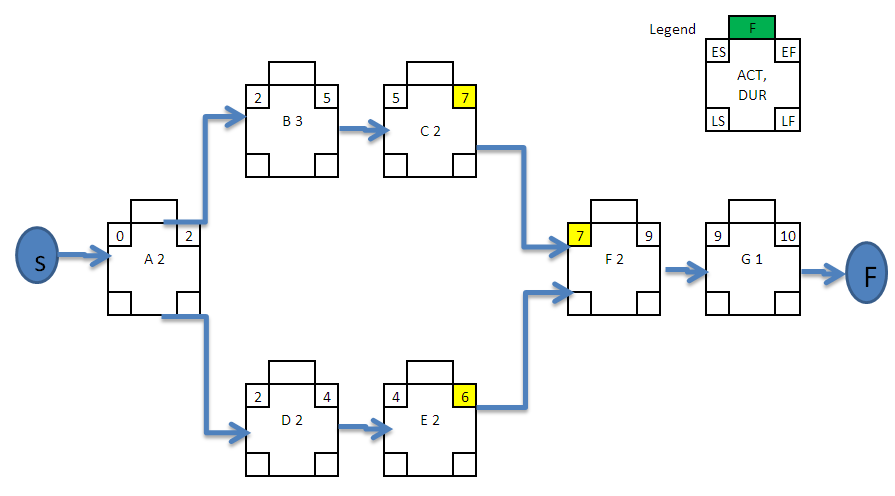 Legend
F
ES EF
ACT,
DUR
LS LF
2 5
B 3
5 7
C 2
S
0 2
A 2
7 9
F 2
9 10
G 1
F
2 4
D 2
4 6
E 2